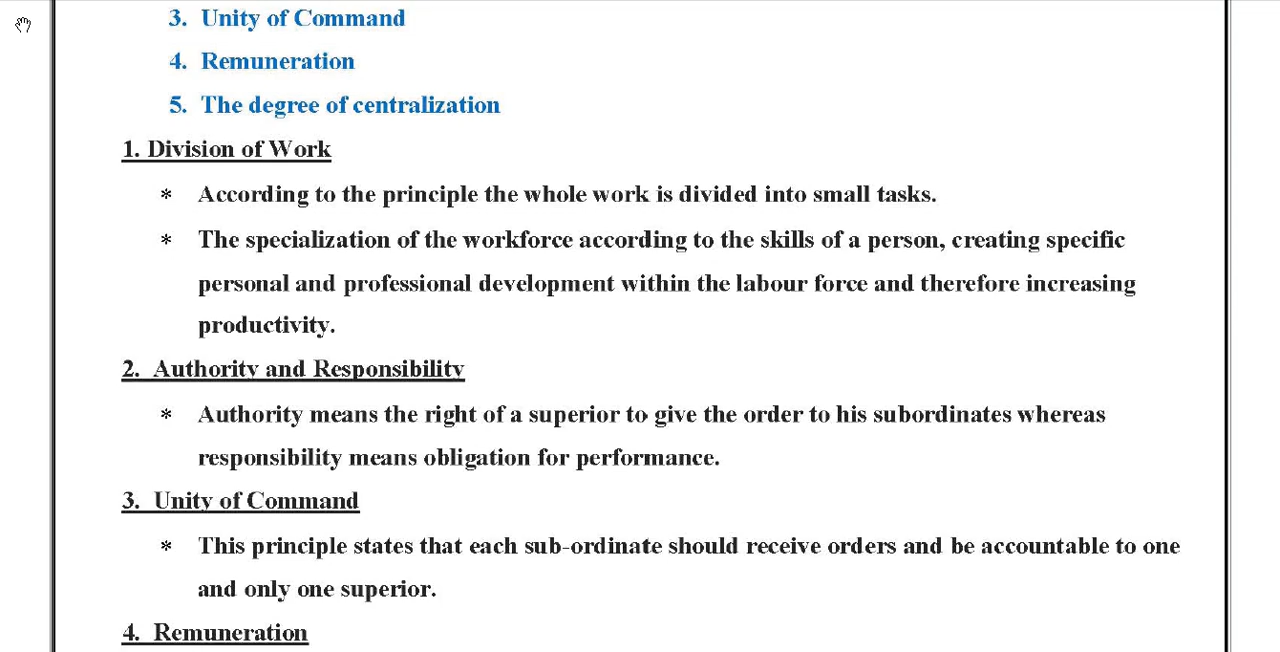 3. Unity of Command
4. Remuneration
5. The degree of centralization
1. Division of Work
* According to the principle the whole work is divided into small tasks.
* The specialization of the workforce according to the skills of a person, creating specific
personal and professional development within the labour force and therefore increasing
productivity.
2. Authority and Responsibility
* Authority means the right of a superior to give the order to his subordinates whereas
responsibility means obligation for performance.
3. Unity of Command
* This principle states that each sub-ordinate should receive orders and be accountable to one
and only one superior.
4. Remuneration